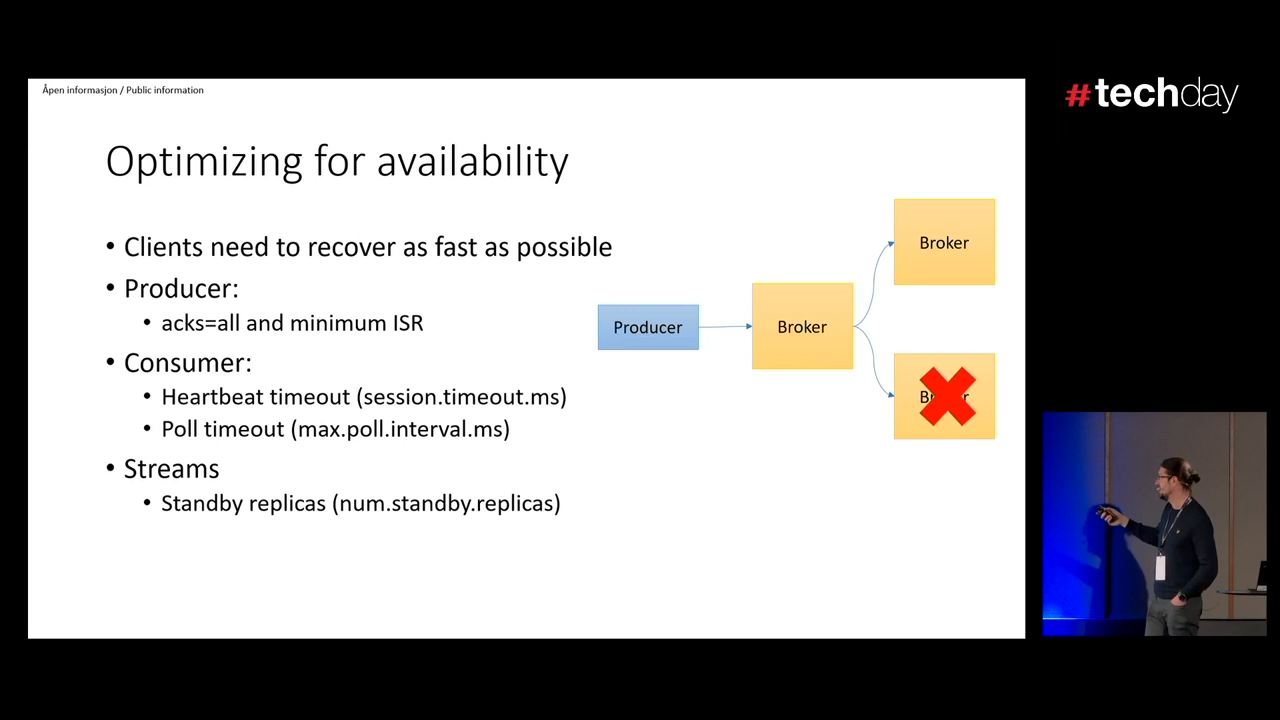 Åpen informasjon / Public information
#techday
Optimizing for availability
• Clients need to recover as fast as possible
• Producer:
• acks=all and minimum ISR
• Consumer:
• Heartbeat timeout (session.timeout.ms)
• Poll timeout (max.poll.interval.ms)
• Streams
• Standby replicas (num.standby.replicas)
Producer
Broker
Broker